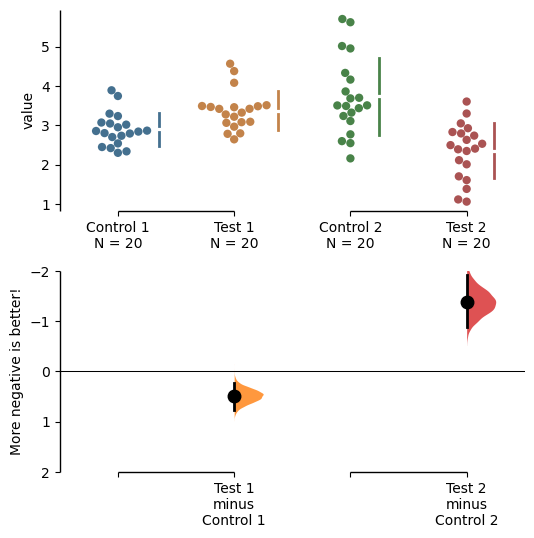 5
4
3
2
1
value
Control 1
N = 20
Test 1
N = 20
Control 2
N = 20
Test 2
N = 20
−2
−1
0
1
2
More negative is better!
Test 1
minus
Control 1
Test 2
minus
Control 2